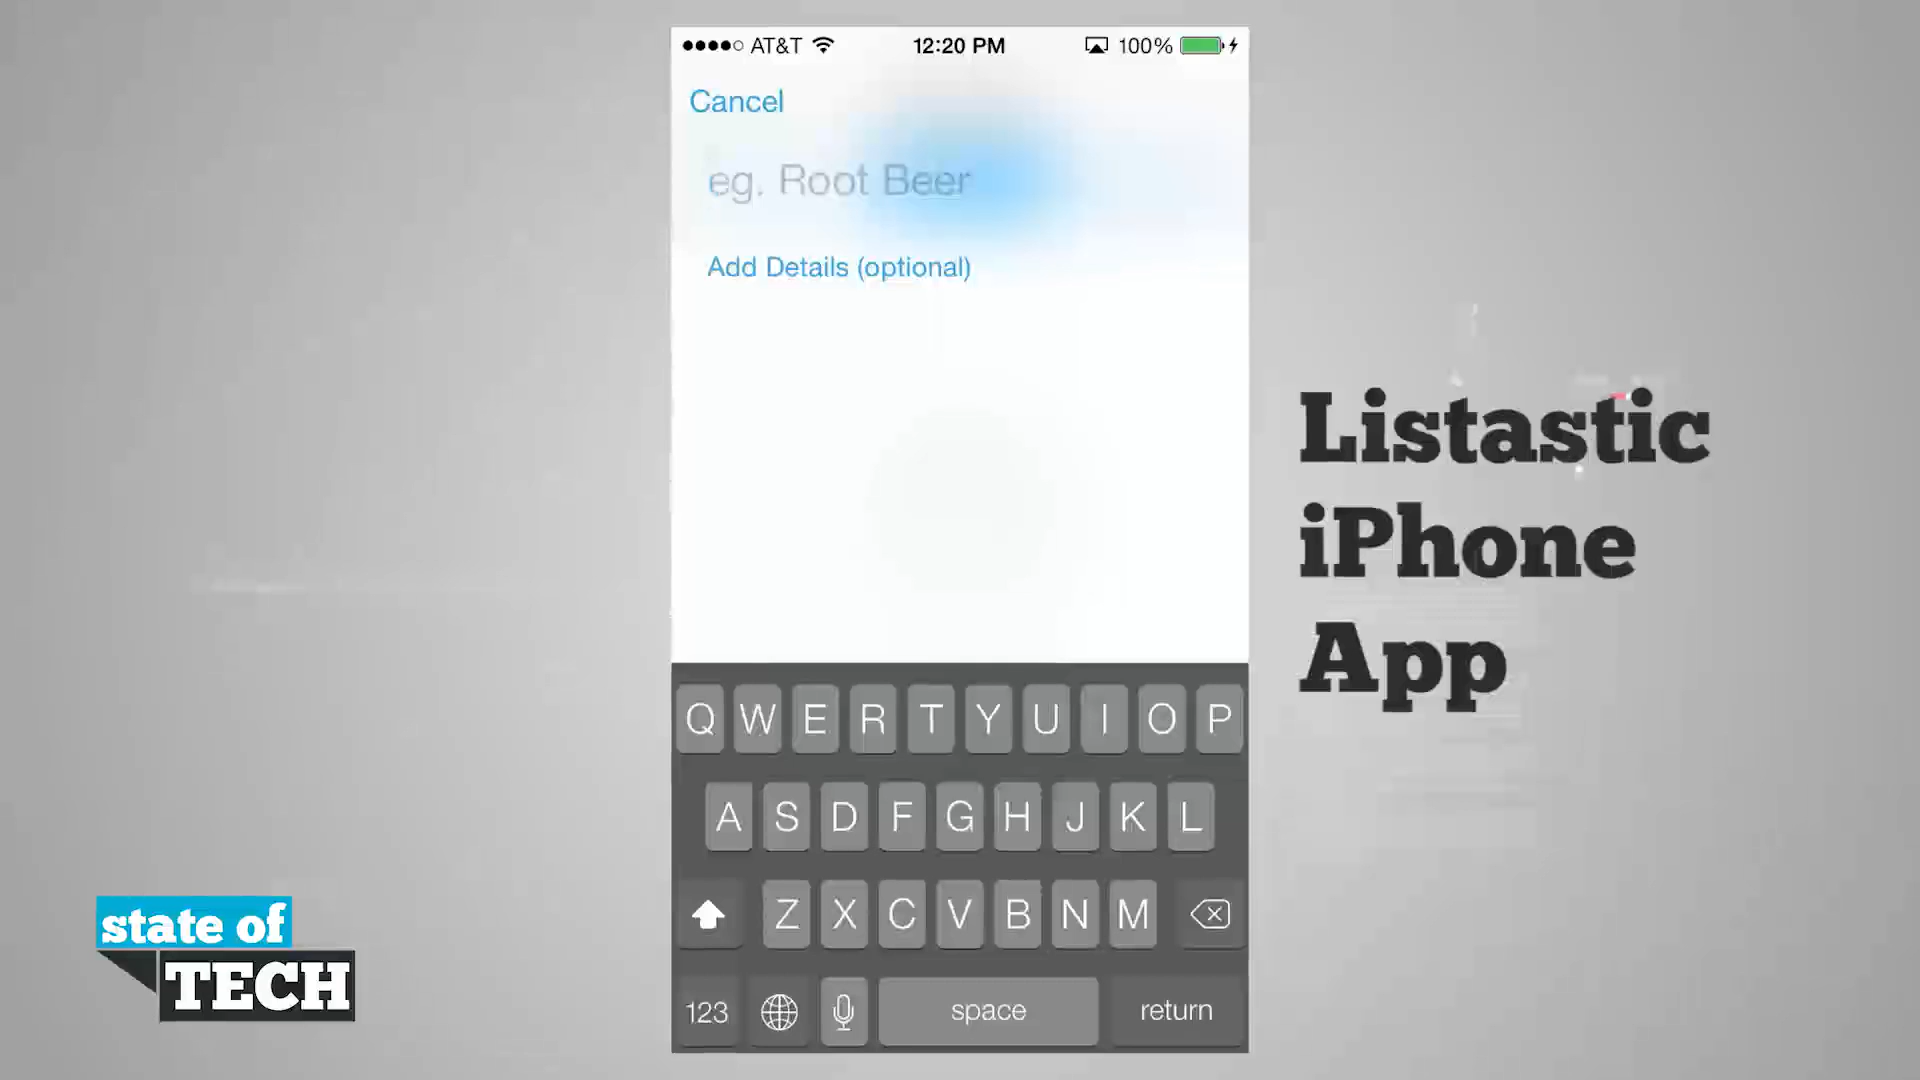 AT&T 12:20 PM 100%
Cancel
eg. Root Beer
Add Details (optional)
Listastic
iPhone
App
Q W E R T Y U I O P
A S D F G H J K L
Z X C V B N M
123 space return
state of
TECH